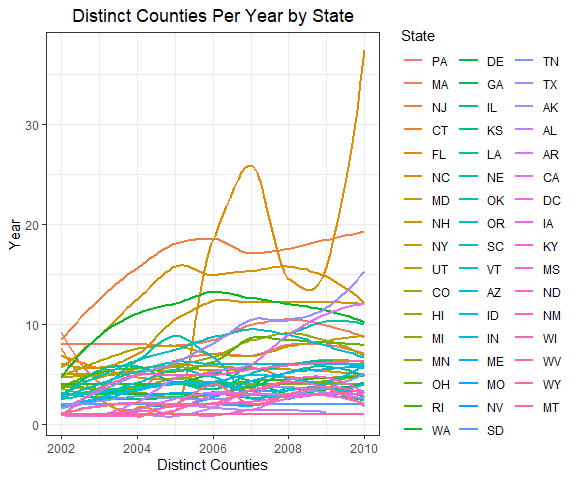 Distinct Counties Per Year by State
State
PA DE TN
MA GA TX
NJ IL AK
CT KS AL
FL LA AR
NC NE CA
MD OK DC
NH OR IA
NY SC KY
UT VT MS
CO AZ ND
HI ID NM
MI IN WI
MN ME WV
OH MO WY
RI NV MT
WA SD
Year
30
20
10
0
2002 2004 2006 2008 2010
Distinct Counties